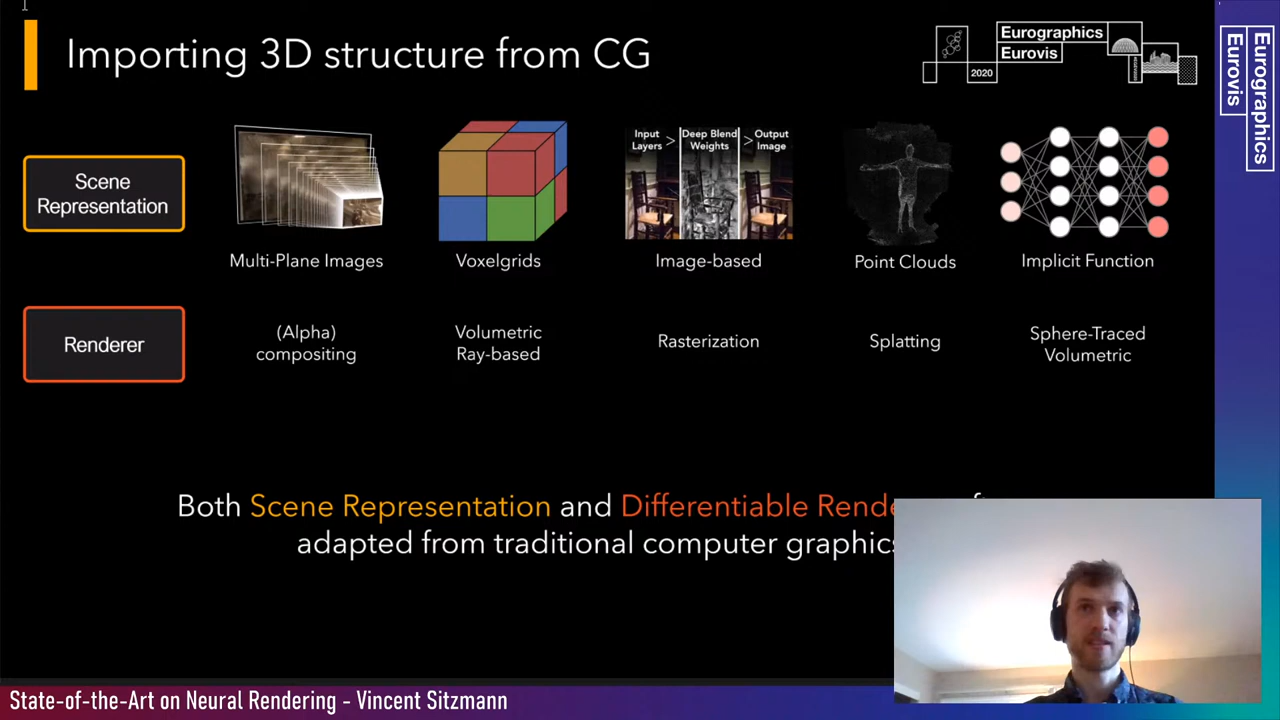 Importing 3D structure from CG
Eurographics
Eurovis
2020
Eurographics
Eurovis
Scene
Representation
Input
Layers
>
Deep Blend
Weights
>
Output
Image
Multi-Plane Images
Voxelgrids
Image-based
Point Clouds
Implicit Function
Renderer
(Alpha)
compositing
Volumetric
Ray-based
Rasterization
Splatting
Sphere-Traced
Volumetric
Both Scene Representation and Differentiable
adapted from traditional computer graphics
State-of-the-Art on Neural Rendering - Vincent Sitzmann